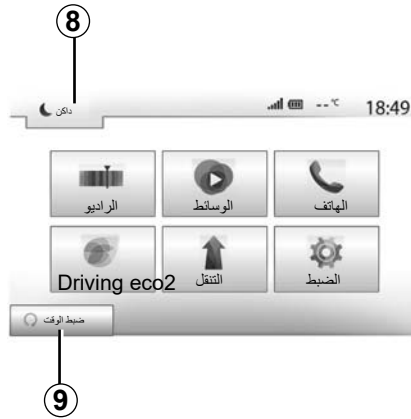 8
داكن
--°C 18:49
الراديو الوسائط الهاتف
Driving eco2 التنقل الضبط
ضبط الوقت
9